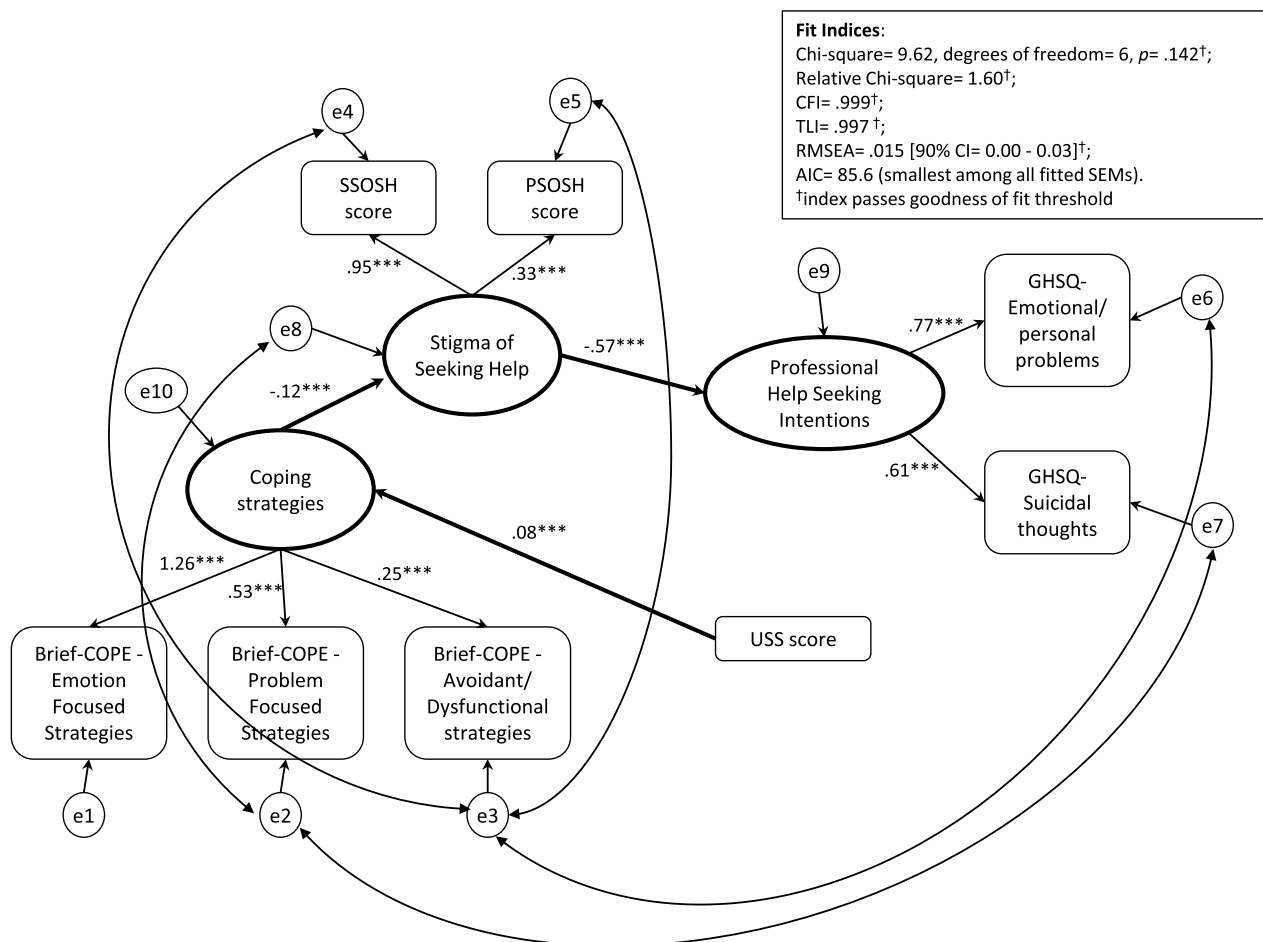 Fit Indices:
Chi-square= 9.62, degrees of freedom= 6, p= .142†;
Relative Chi-square= 1.60†;
CFI= .999†;
TLI= .997 †;
RMSEA= .015 [90% CI= 0.00 - 0.03]†;
AIC= 85.6 (smallest among all fitted SEMs).
†index passes goodness of fit threshold
e4
e5
SSOSH
score
PSOSH
score
.95***
.33***
e9
GHSQ-
Emotional/
personal
problems
e6
e8
Stigma of
Seeking Help
-.57***
.77***
Professional
Help Seeking
Intentions
e10
-.12***
Coping
strategies
.61***
GHSQ-
Suicidal
thoughts
e7
.08***
1.26***
.53***
.25***
USS score
Brief-COPE -
Emotion
Focused
Strategies
Brief-COPE -
Problem
Focused
Strategies
Brief-COPE -
Avoidant/
Dysfunctional
strategies
e1
e2
e3